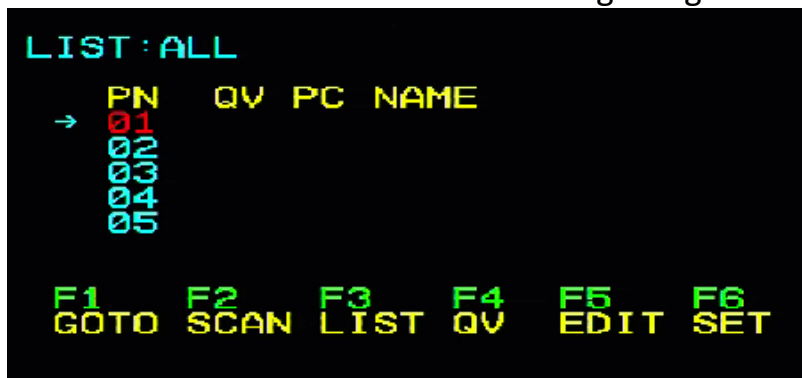 LIST:ALL
PN QV PC NAME
→ 01
02
03
04
05
F1 F2 F3 F4 F5 F6
GOTO SCAN LIST QV EDIT SET